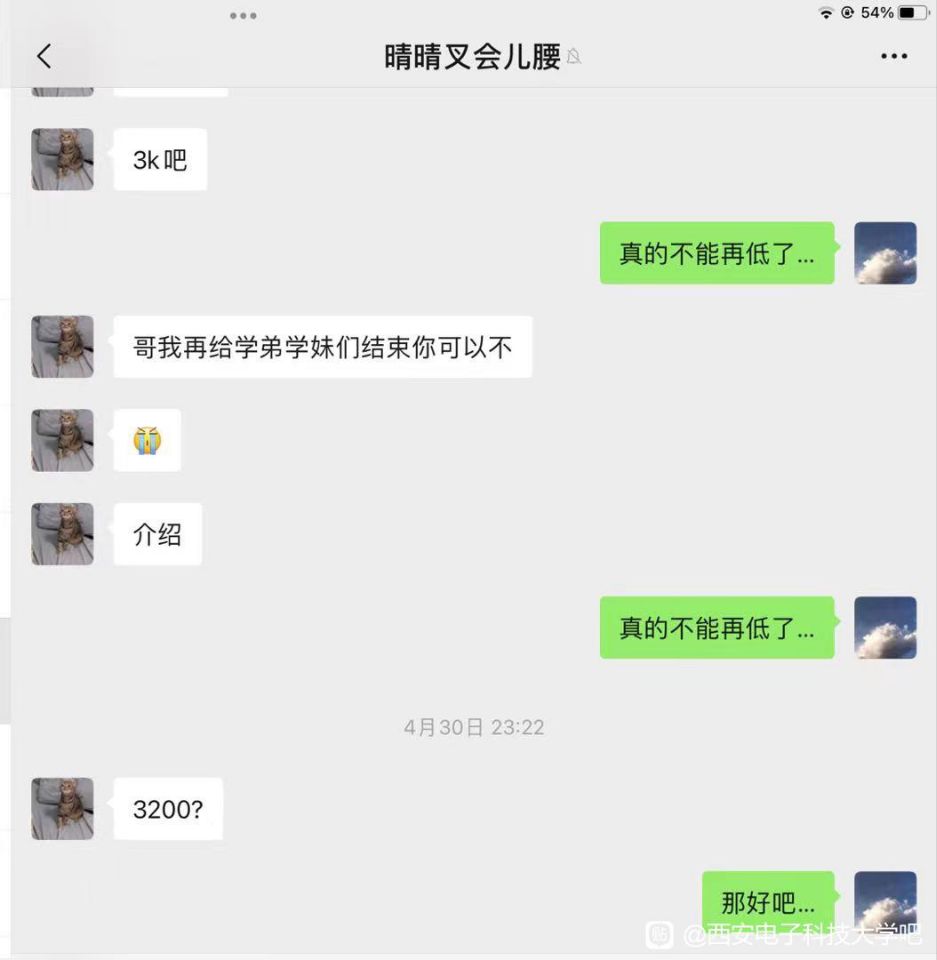 54%
晴晴叉会儿腰
3k吧
真的不能再低了...
哥我再给学弟学妹们结束你可以不
介绍
真的不能再低了...
4月30日 23:22
3200?
那好吧...
贴 @西安电子科技大学吧